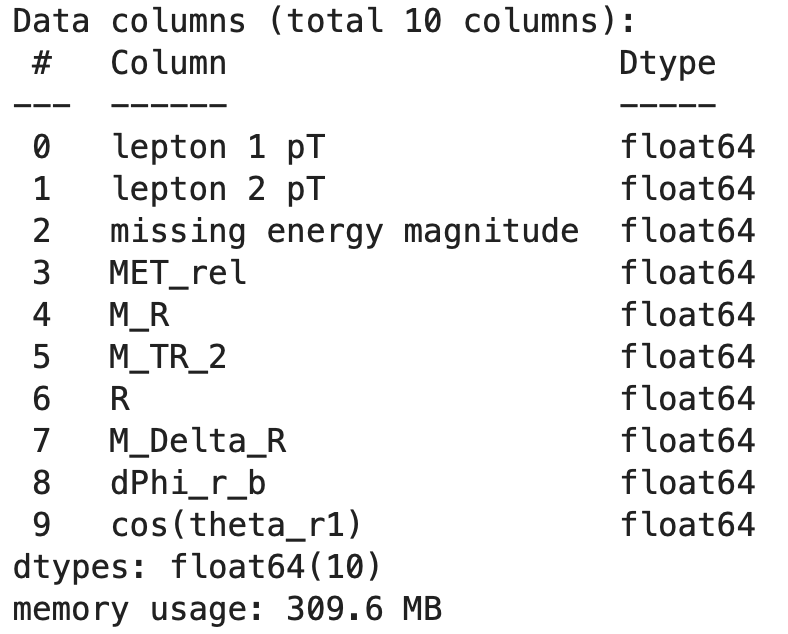 Data columns (total 10 columns):
 #   Column                    Dtype
---  ------                    -----
 0   lepton 1 pT               float64
 1   lepton 2 pT               float64
 2   missing energy magnitude  float64
 3   MET_rel                   float64
 4   M_R                       float64
 5   M_TR_2                    float64
 6   R                         float64
 7   M_Delta_R                 float64
 8   dPhi_r_b                  float64
 9   cos(theta_r1)             float64
dtypes: float64(10)
memory usage: 309.6 MB